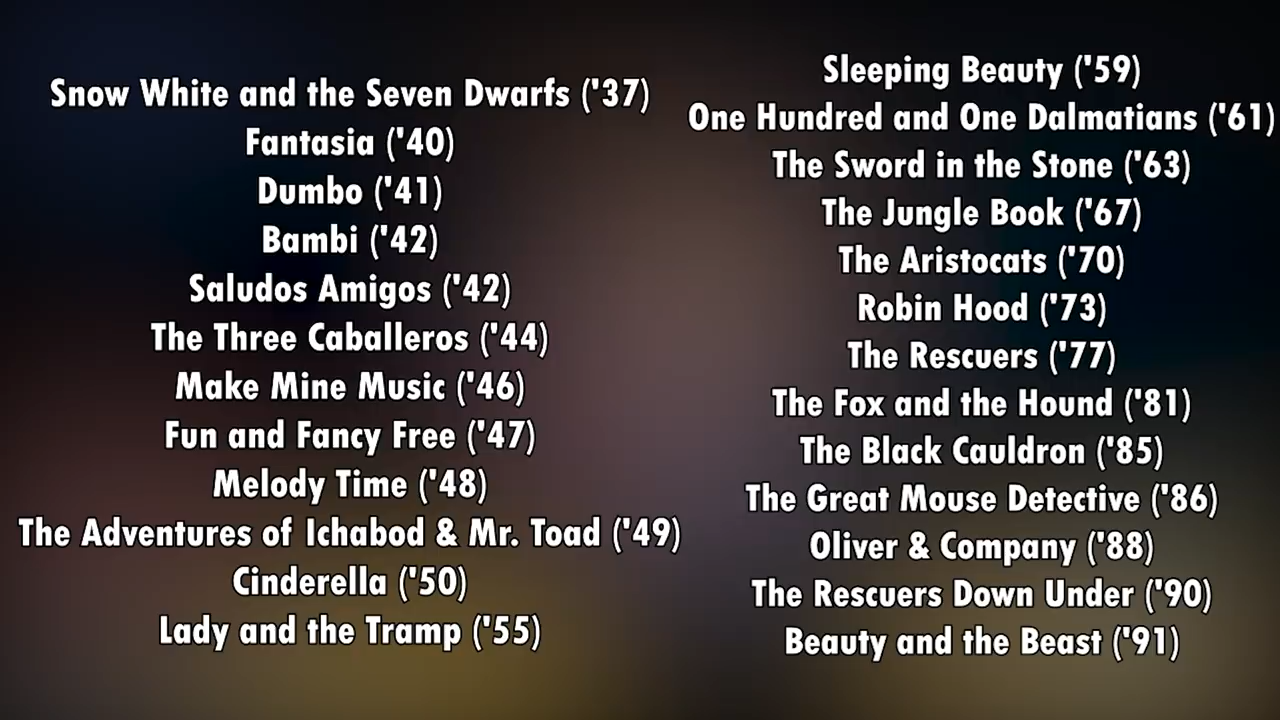 Snow White and the Seven Dwarfs ('37)
Fantasia ('40)
Dumbo ('41)
Bambi ('42)
Saludos Amigos ('42)
The Three Caballeros ('44)
Make Mine Music ('46)
Fun and Fancy Free ('47)
Melody Time ('48)
The Adventures of Ichabod & Mr. Toad ('49)
Cinderella ('50)
Lady and the Tramp ('55)
Sleeping Beauty ('59)
One Hundred and One Dalmatians ('61)
The Sword in the Stone ('63)
The Jungle Book ('67)
The Aristocats ('70)
Robin Hood ('73)
The Rescuers ('77)
The Fox and the Hound ('81)
The Black Cauldron ('85)
The Great Mouse Detective ('86)
Oliver & Company ('88)
The Rescuers Down Under ('90)
Beauty and the Beast ('91)